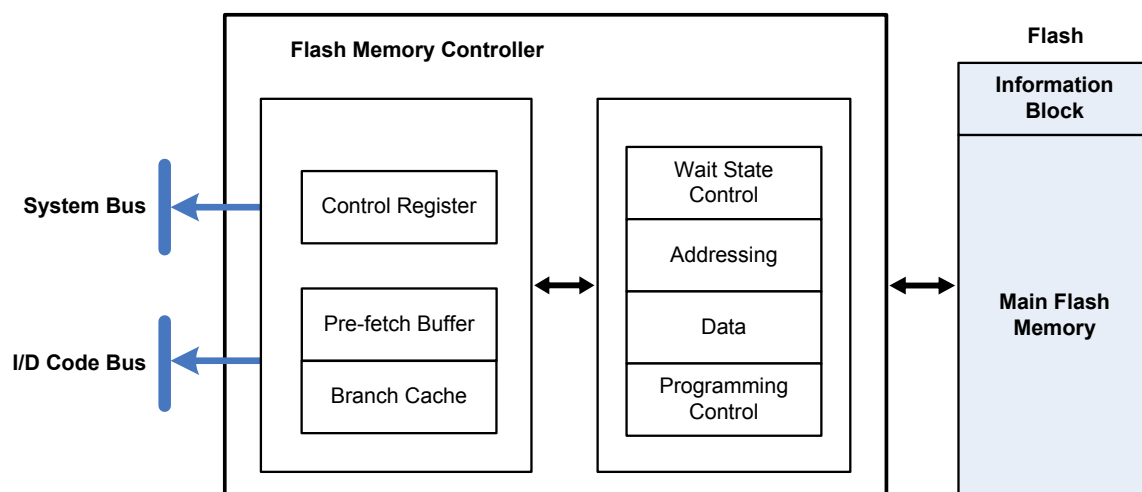 Flash Memory Controller
System Bus
I/D Code Bus
Control Register
Pre-fetch Buffer
Branch Cache
Wait State
Control
Addressing
Data
Programming
Control
Flash
Information
Block
Main Flash
Memory